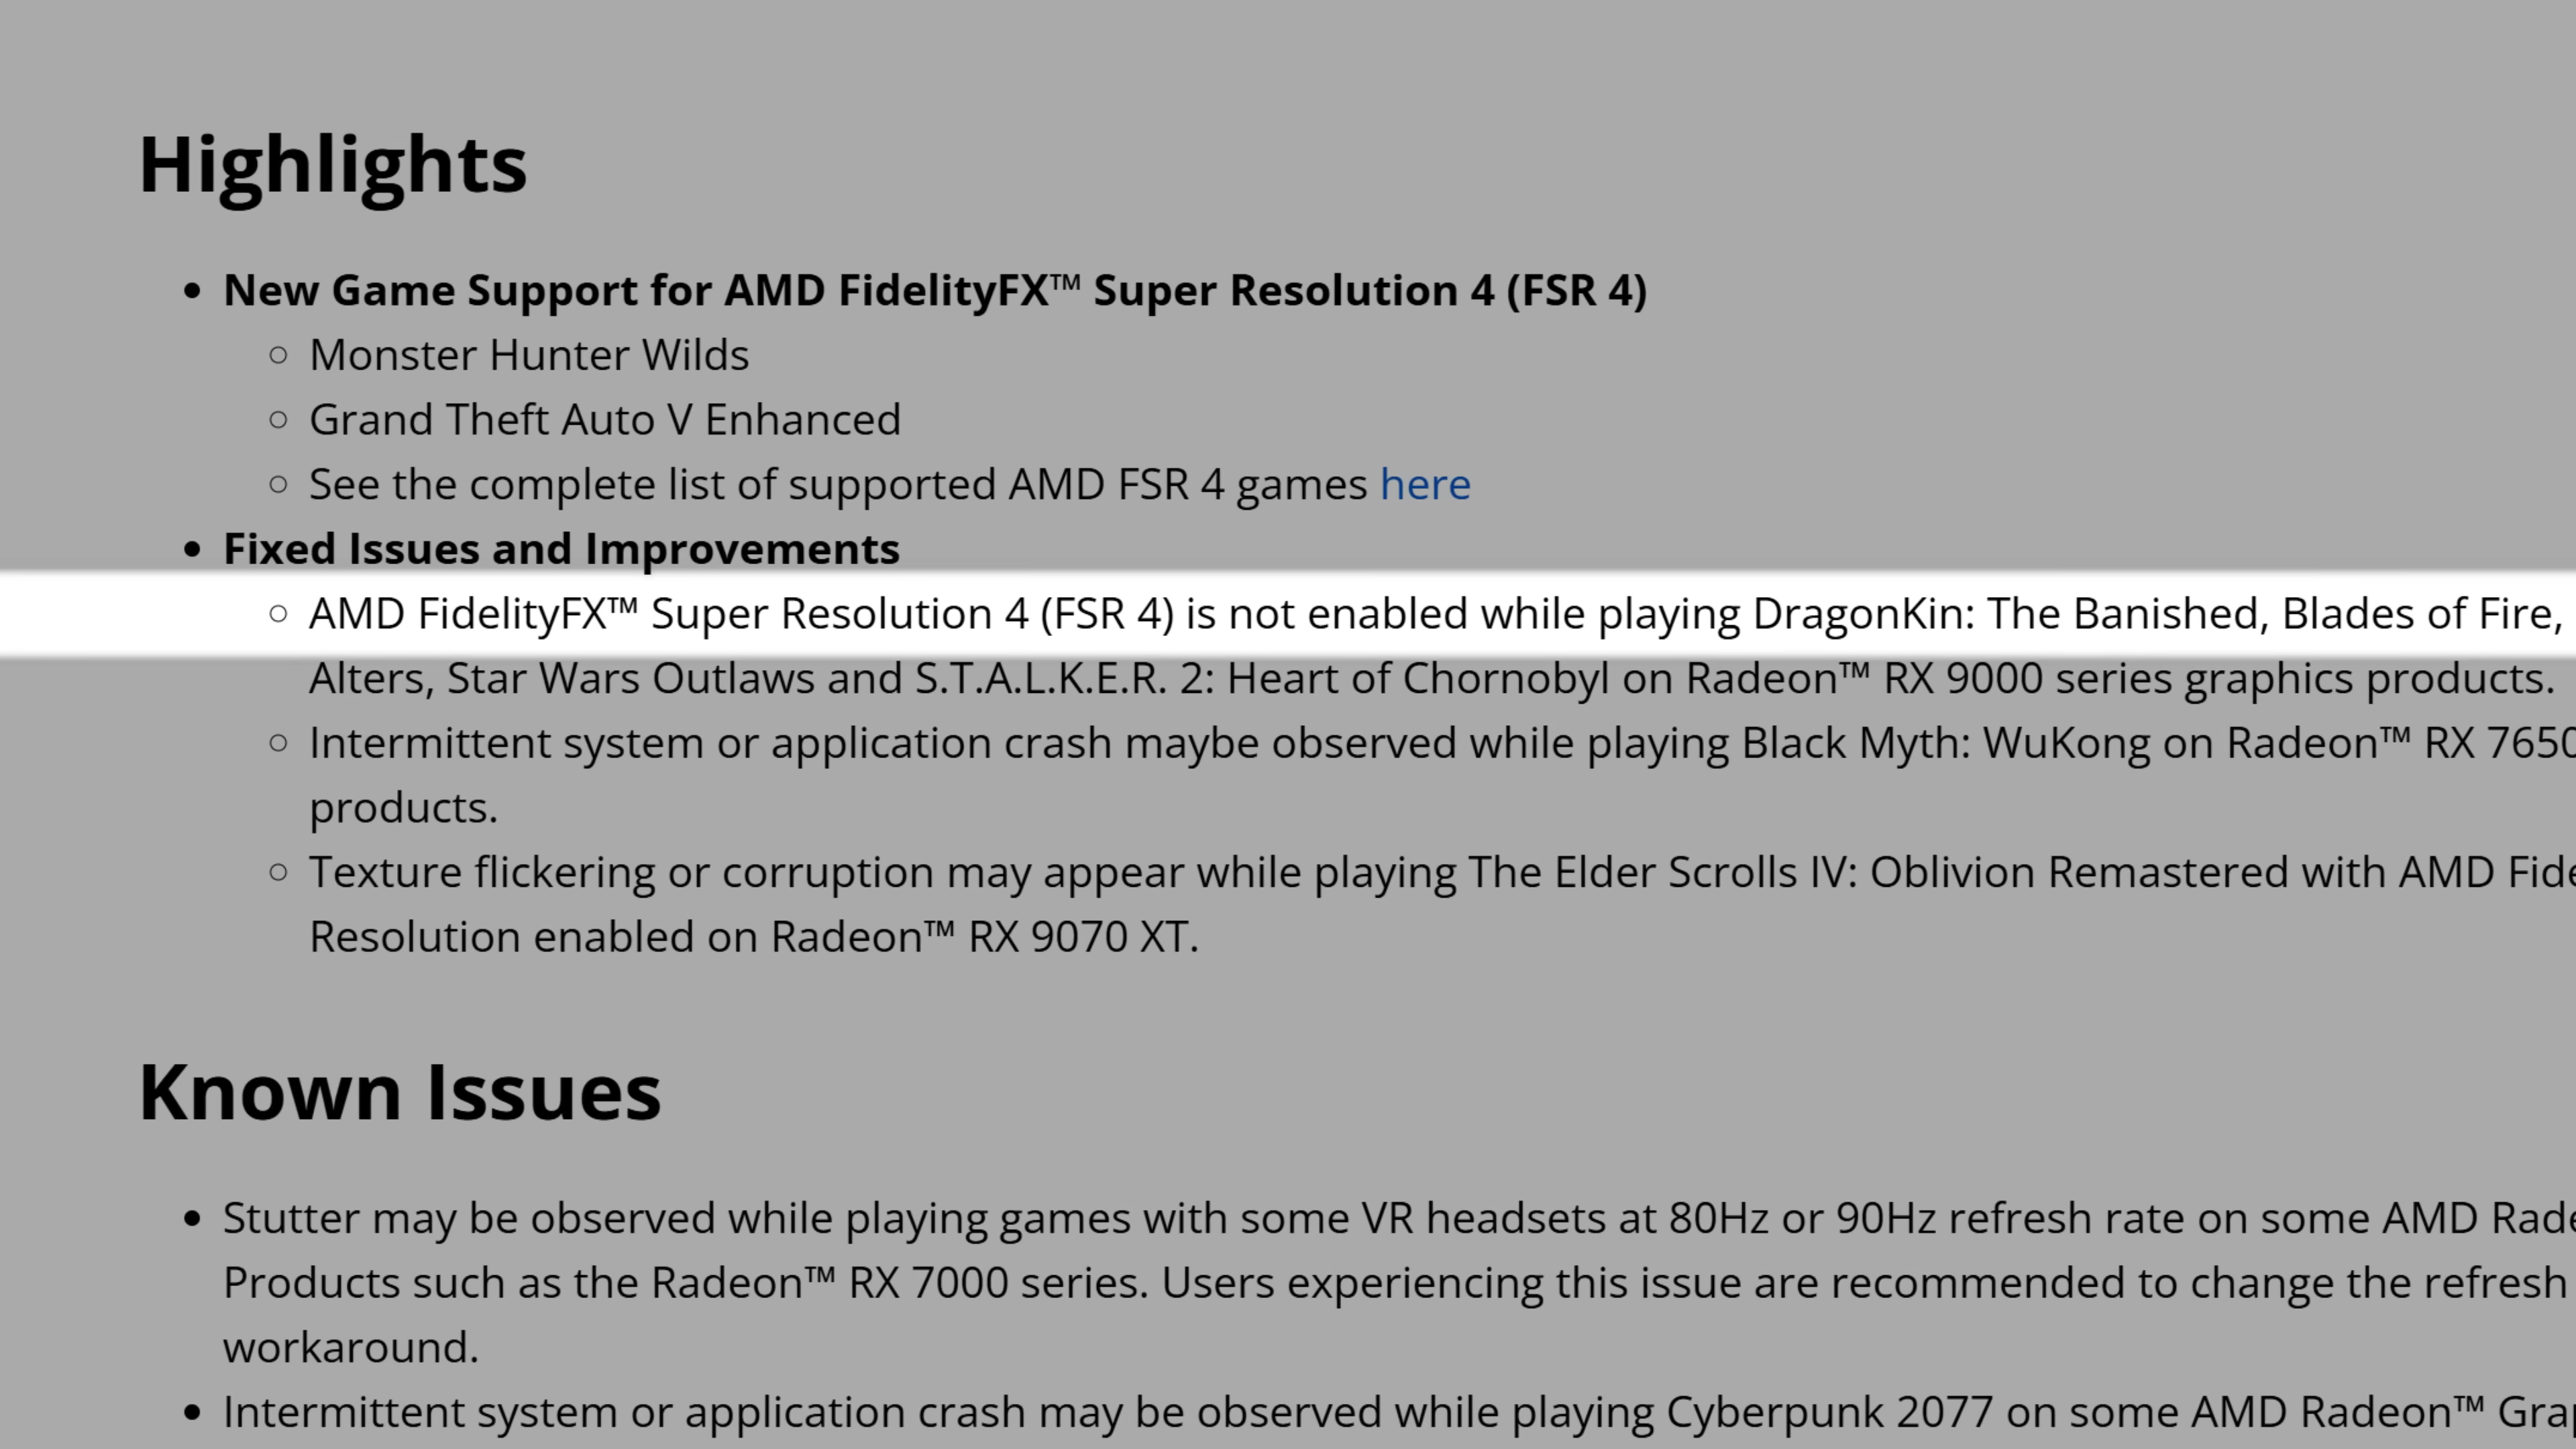 Highlights
• New Game Support for AMD FidelityFX™ Super Resolution 4 (FSR 4)
○ Monster Hunter Wilds
○ Grand Theft Auto V Enhanced
○ See the complete list of supported AMD FSR 4 games here
• Fixed Issues and Improvements
○ AMD FidelityFX™ Super Resolution 4 (FSR 4) is not enabled while playing DragonKin: The Banished, Blades of Fire,
Alters, Star Wars Outlaws and S.T.A.L.K.E.R. 2: Heart of Chornobyl on Radeon™ RX 9000 series graphics products.
○ Intermittent system or application crash maybe observed while playing Black Myth: WuKong on Radeon™ RX 7650
products.
○ Texture flickering or corruption may appear while playing The Elder Scrolls IV: Oblivion Remastered with AMD
Resolution enabled on Radeon™ RX 9070 XT.
Known Issues
• Stutter may be observed while playing games with some VR headsets at 80Hz or 90Hz refresh rate on some AMD
Products such as the Radeon™ RX 7000 series. Users experiencing this issue are recommended to change the refresh
workaround.
• Intermittent system or application crash may be observed while playing Cyberpunk 2077 on some AMD Radeon™